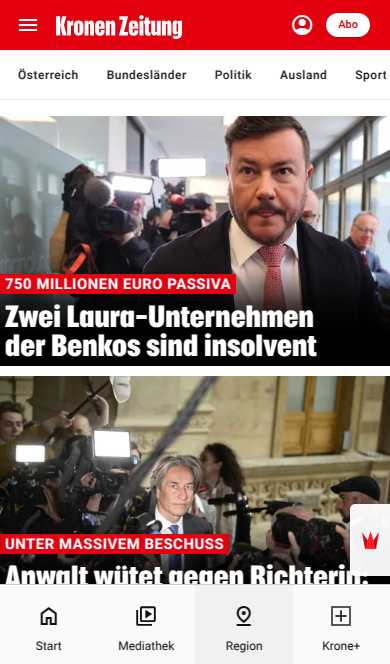 Kronen Zeitung
Abo
Österreich Bundesländer Politik Ausland Sport
750 MILLIONEN EURO PASSIVA
Zwei Laura-Unternehmen
der Benkos sind insolvent
UNTER MASSIVEM BESCHUSS
Anwalt wütet gegen Richterin:
Start Mediathek Region Krone+